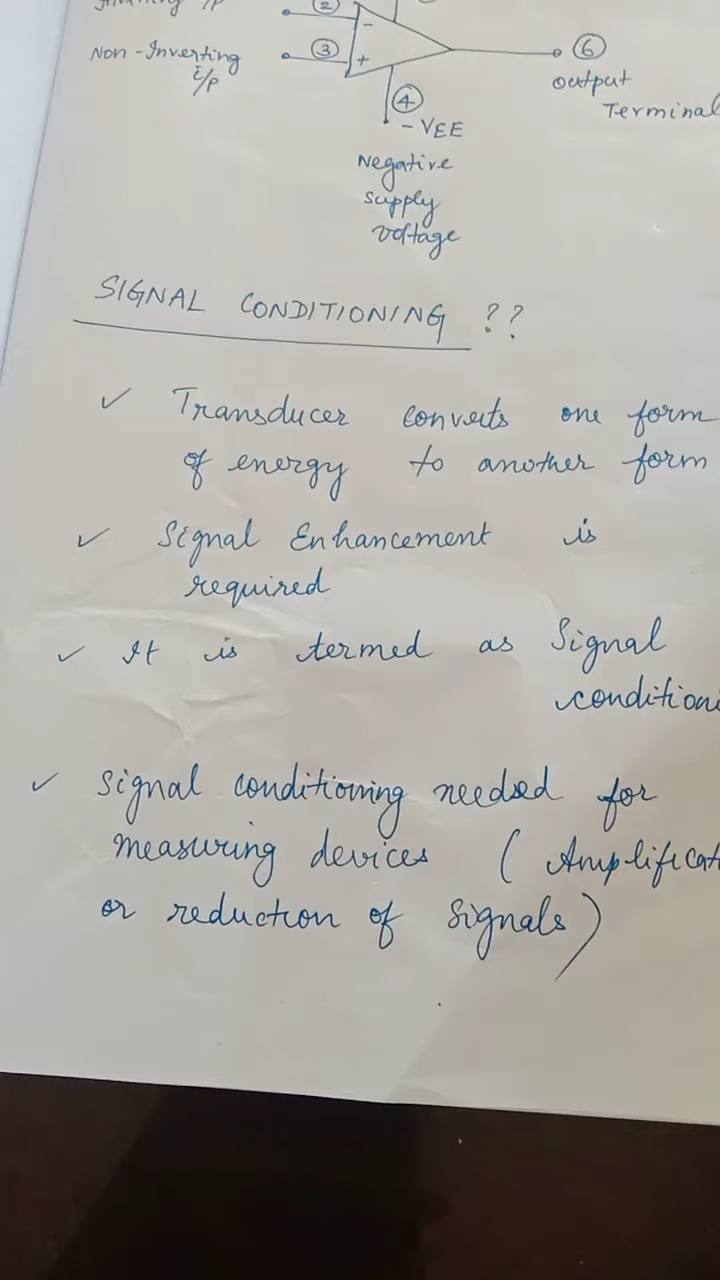 i/p
②
−
Non-Inverting
i/p
③
+
⑥
output
Terminal
④
- VEE
Negative
supply
voltage
SIGNAL CONDITIONING ??
✓ Transducer converts one form
of energy to another form
✓ Signal Enhancement is
required
✓ It is termed as Signal
conditioni
✓ Signal conditioning needed for
measuring devices ( Amplificat
or reduction of signals)